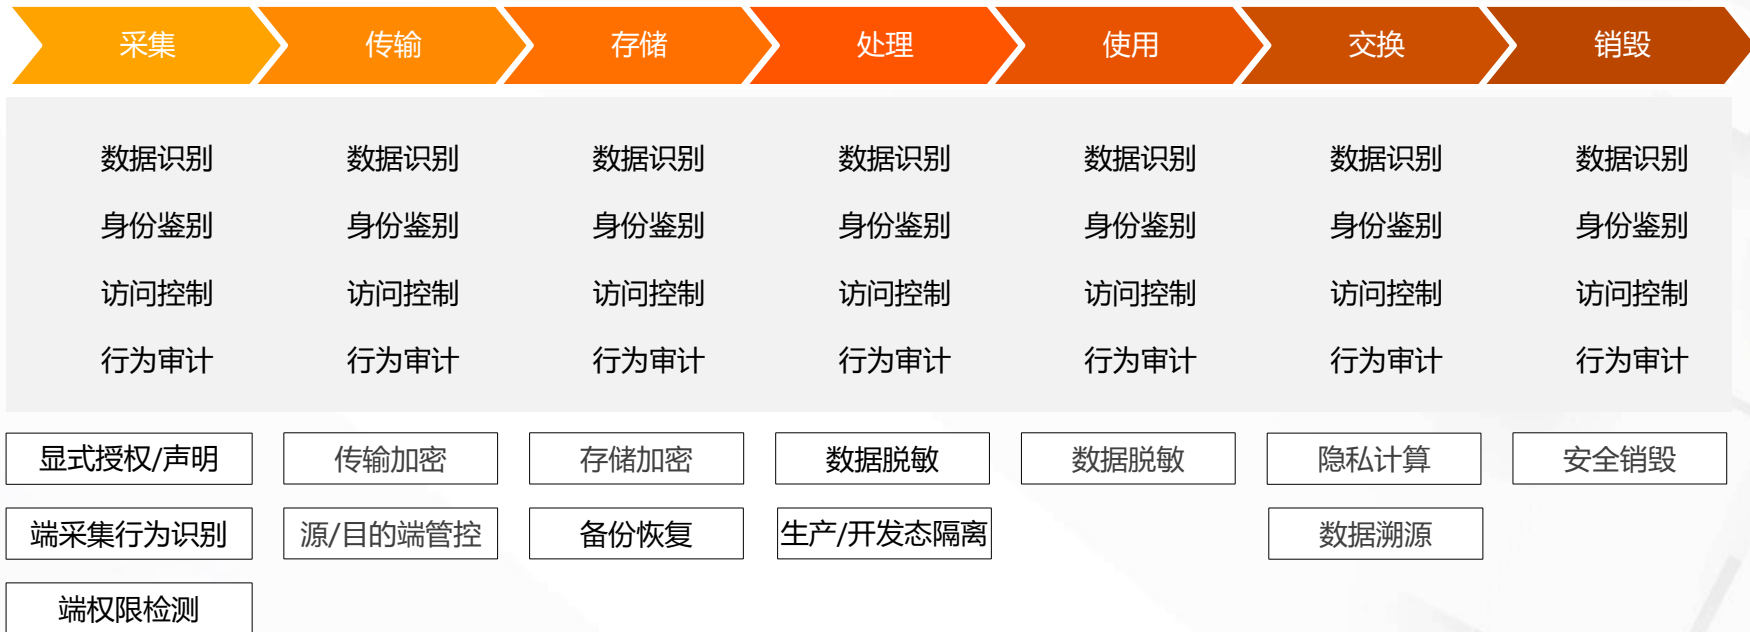 采集 传输 存储 处理 使用 交换 销毁
数据识别 数据识别 数据识别 数据识别 数据识别 数据识别 数据识别
身份鉴别 身份鉴别 身份鉴别 身份鉴别 身份鉴别 身份鉴别 身份鉴别
访问控制 访问控制 访问控制 访问控制 访问控制 访问控制 访问控制
行为审计 行为审计 行为审计 行为审计 行为审计 行为审计 行为审计
显式授权/声明 传输加密 存储加密 数据脱敏 数据脱敏 隐私计算 安全销毁
端采集行为识别 源/目的端管控 备份恢复 生产/开发态隔离 数据溯源
端权限检测